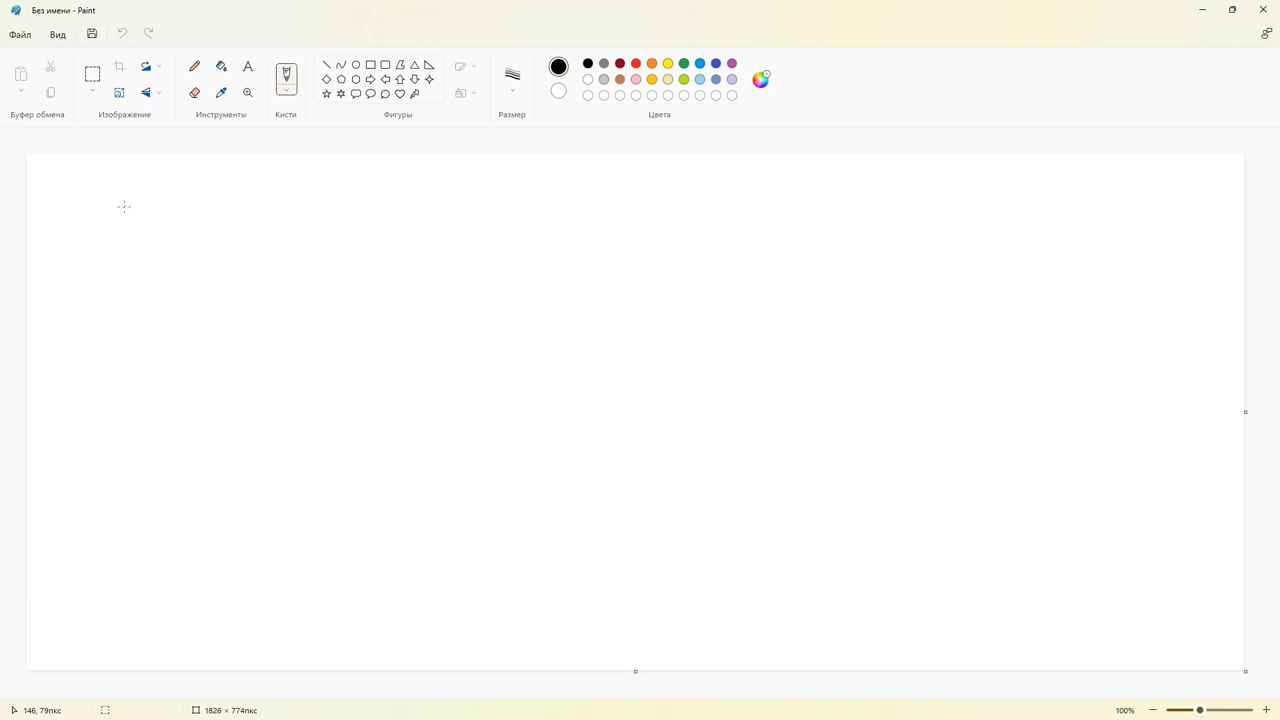 Без имени - Paint
Файл Вид
Буфер обмена Изображение Инструменты Кисти Фигуры Размер Цвета
146, 79пкс 1826 × 774пкс 100%